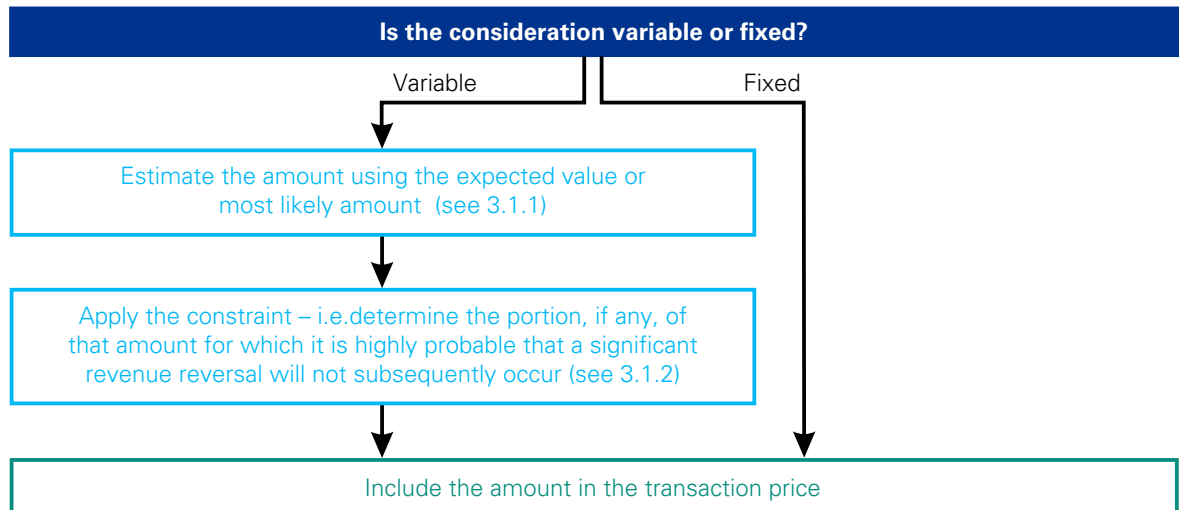 Is the consideration variable or fixed?
Variable
Fixed
Estimate the amount using the expected value or
most likely amount (see 3.1.1)
Apply the constraint – i.e.determine the portion, if any, of
that amount for which it is highly probable that a significant
revenue reversal will not subsequently occur (see 3.1.2)
Include the amount in the transaction price